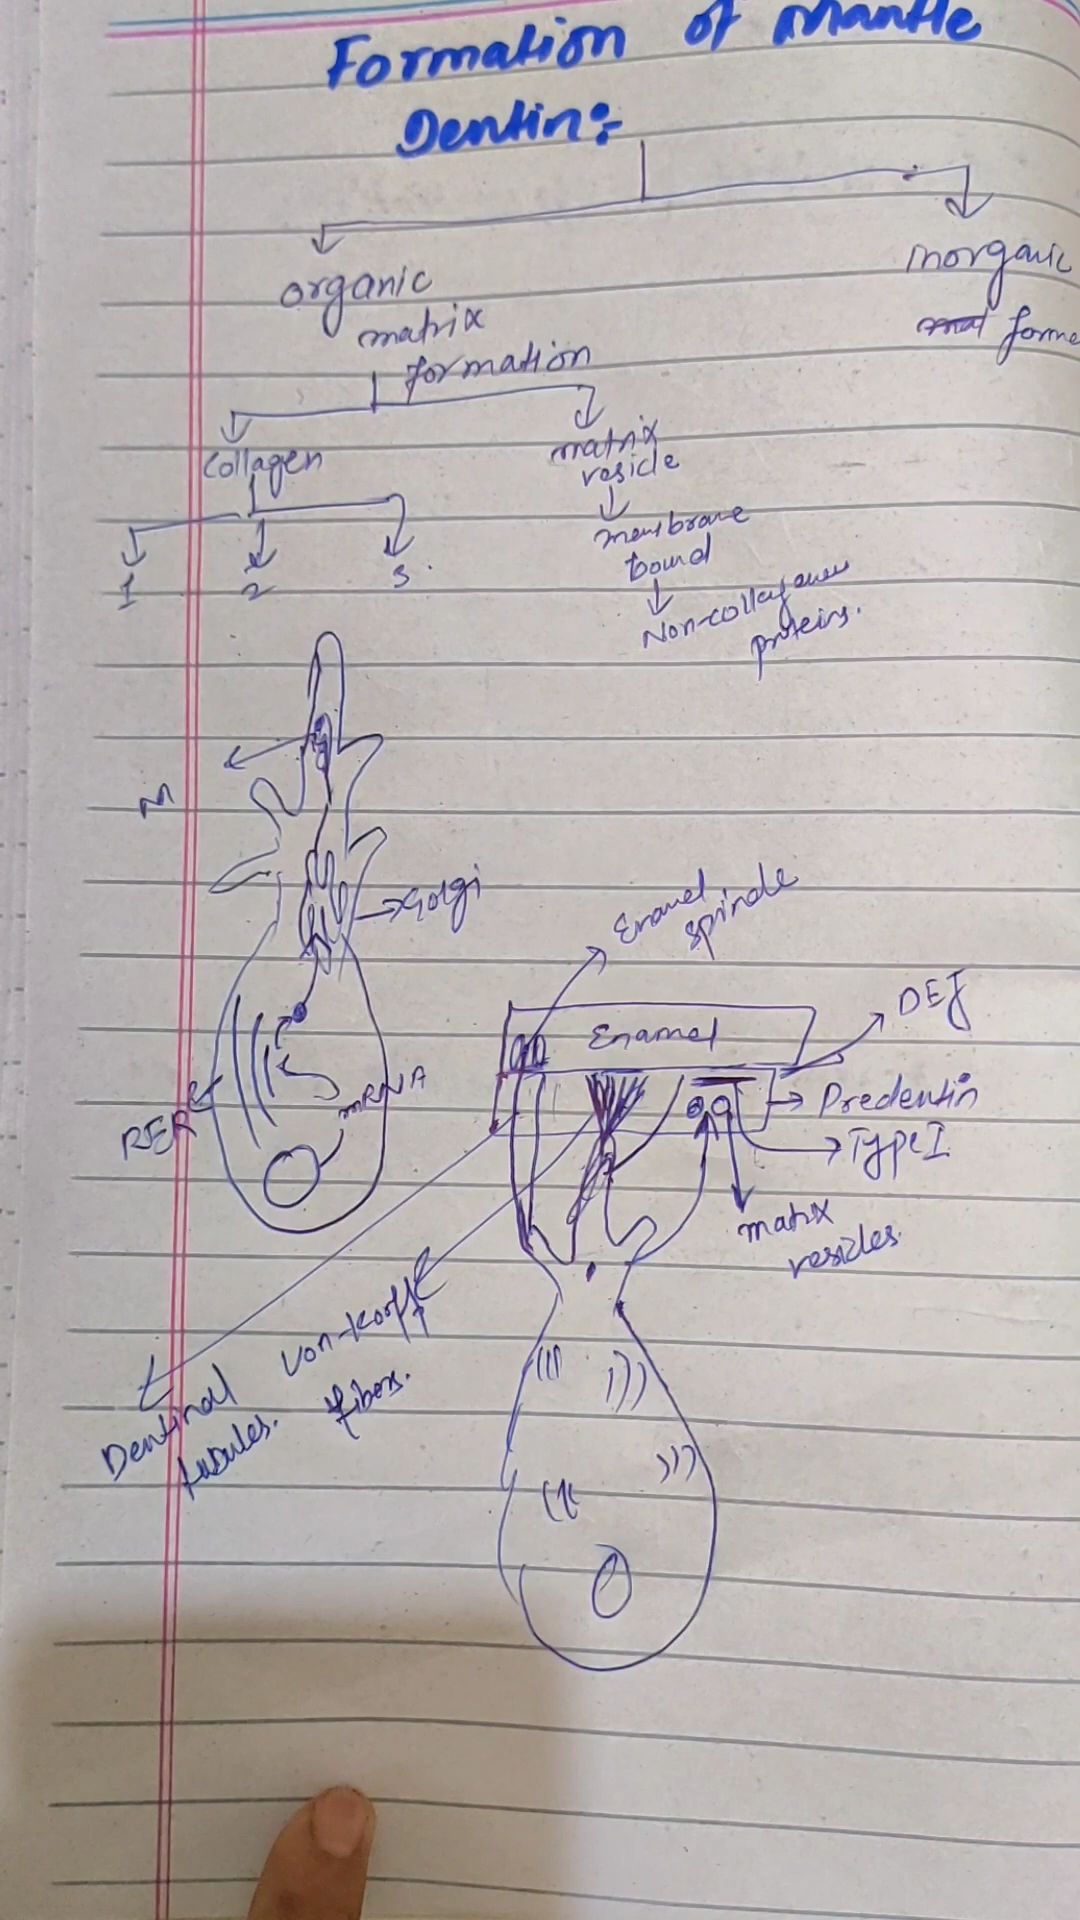 Formation of Mantle
Dentin:-
organic
matrix
formation
inorganic
forme
collagen
matrix
vesicle
1
2
3.
membrane
bound
Non-collagenous
proteins.
M
Golgi
RER
mRNA
Enamel
spindle
Enamel
DEJ
Predentin
Type I
matrix
vesicles.
Von-Korff
fibers.
Dentinal
tubules.